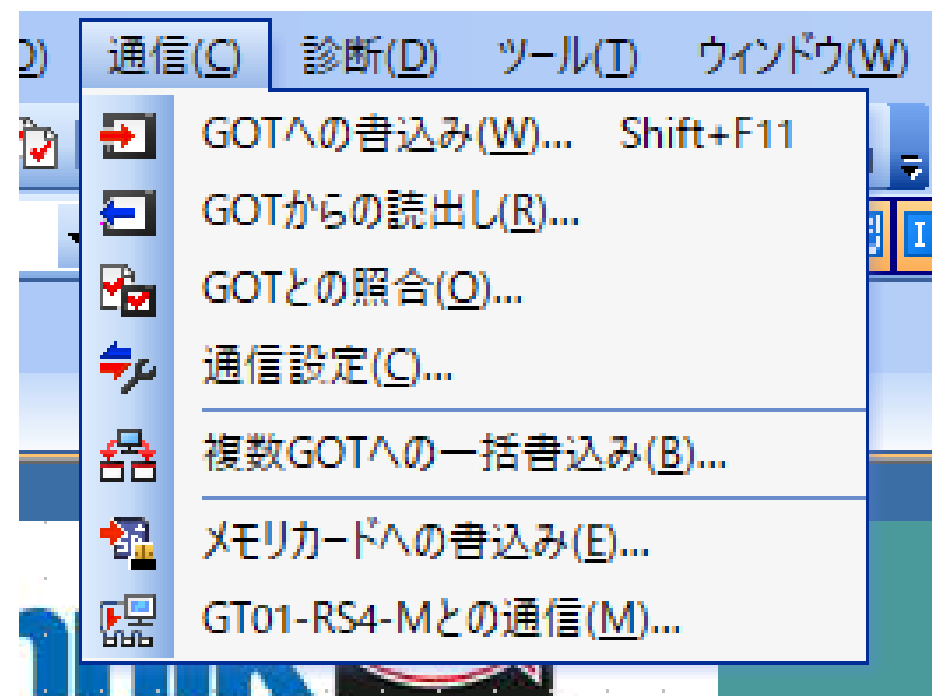 通信(C) 診断(D) ツール(T) ウィンドウ(W)
GOTへの書込み(W)... Shift+F11
GOTからの読出し(R)...
GOTとの照合(O)...
通信設定(C)...
複数GOTへの一括書込み(B)...
メモリカードへの書込み(E)...
GT01-RS4-Mとの通信(M)...